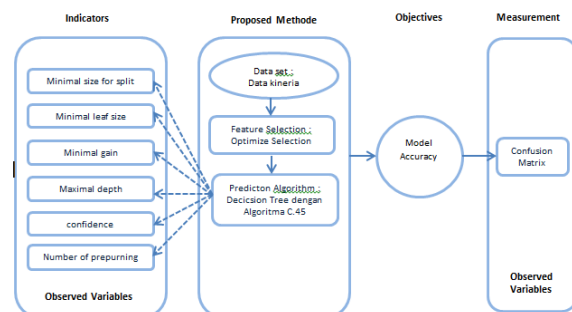 Indicators
Proposed Methode
Objectives
Measurement
Minimal size for split
Minimal leaf size
Minimal gain
Maximal depth
confidence
Number of prepurning
Observed Variables
Data set :
Data kineria
Feature Selection :
Optimize Selection
Predicton Algorithm :
Decicsion Tree dengan
Algoritma C.45
Model
Accuracy
Confusion
Matrix
Observed
Variables